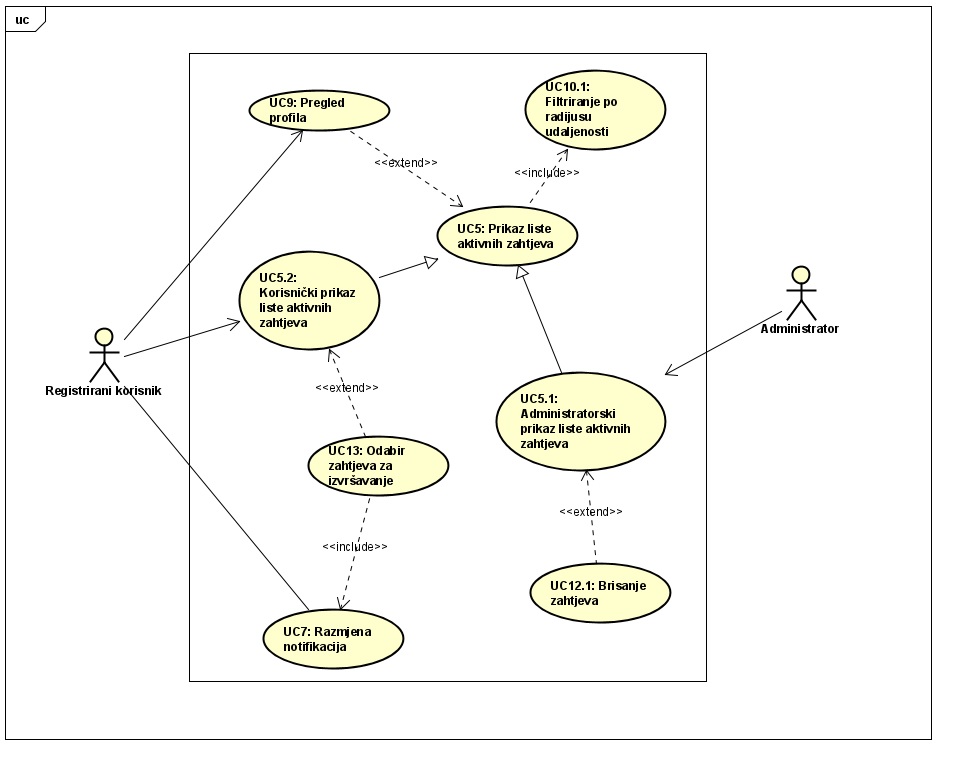 uc
UC9: Pregled
profila
UC10.1:
Filtriranje po
radijusu
udaljenosti
<<extend>>
<<include>>
UC5: Prikaz liste
aktivnih zahtjeva
UC5.2:
Korisnički prikaz
liste aktivnih
zahtjeva
Administrator
Registrirani korisnik
<<extend>>
UC5.1:
Administratorski
prikaz liste aktivnih
zahtjeva
UC13: Odabir
zahtjeva za
izvršavanje
<<extend>>
<<include>>
UC12.1: Brisanje
zahtjeva
UC7: Razmjena
notifikacija